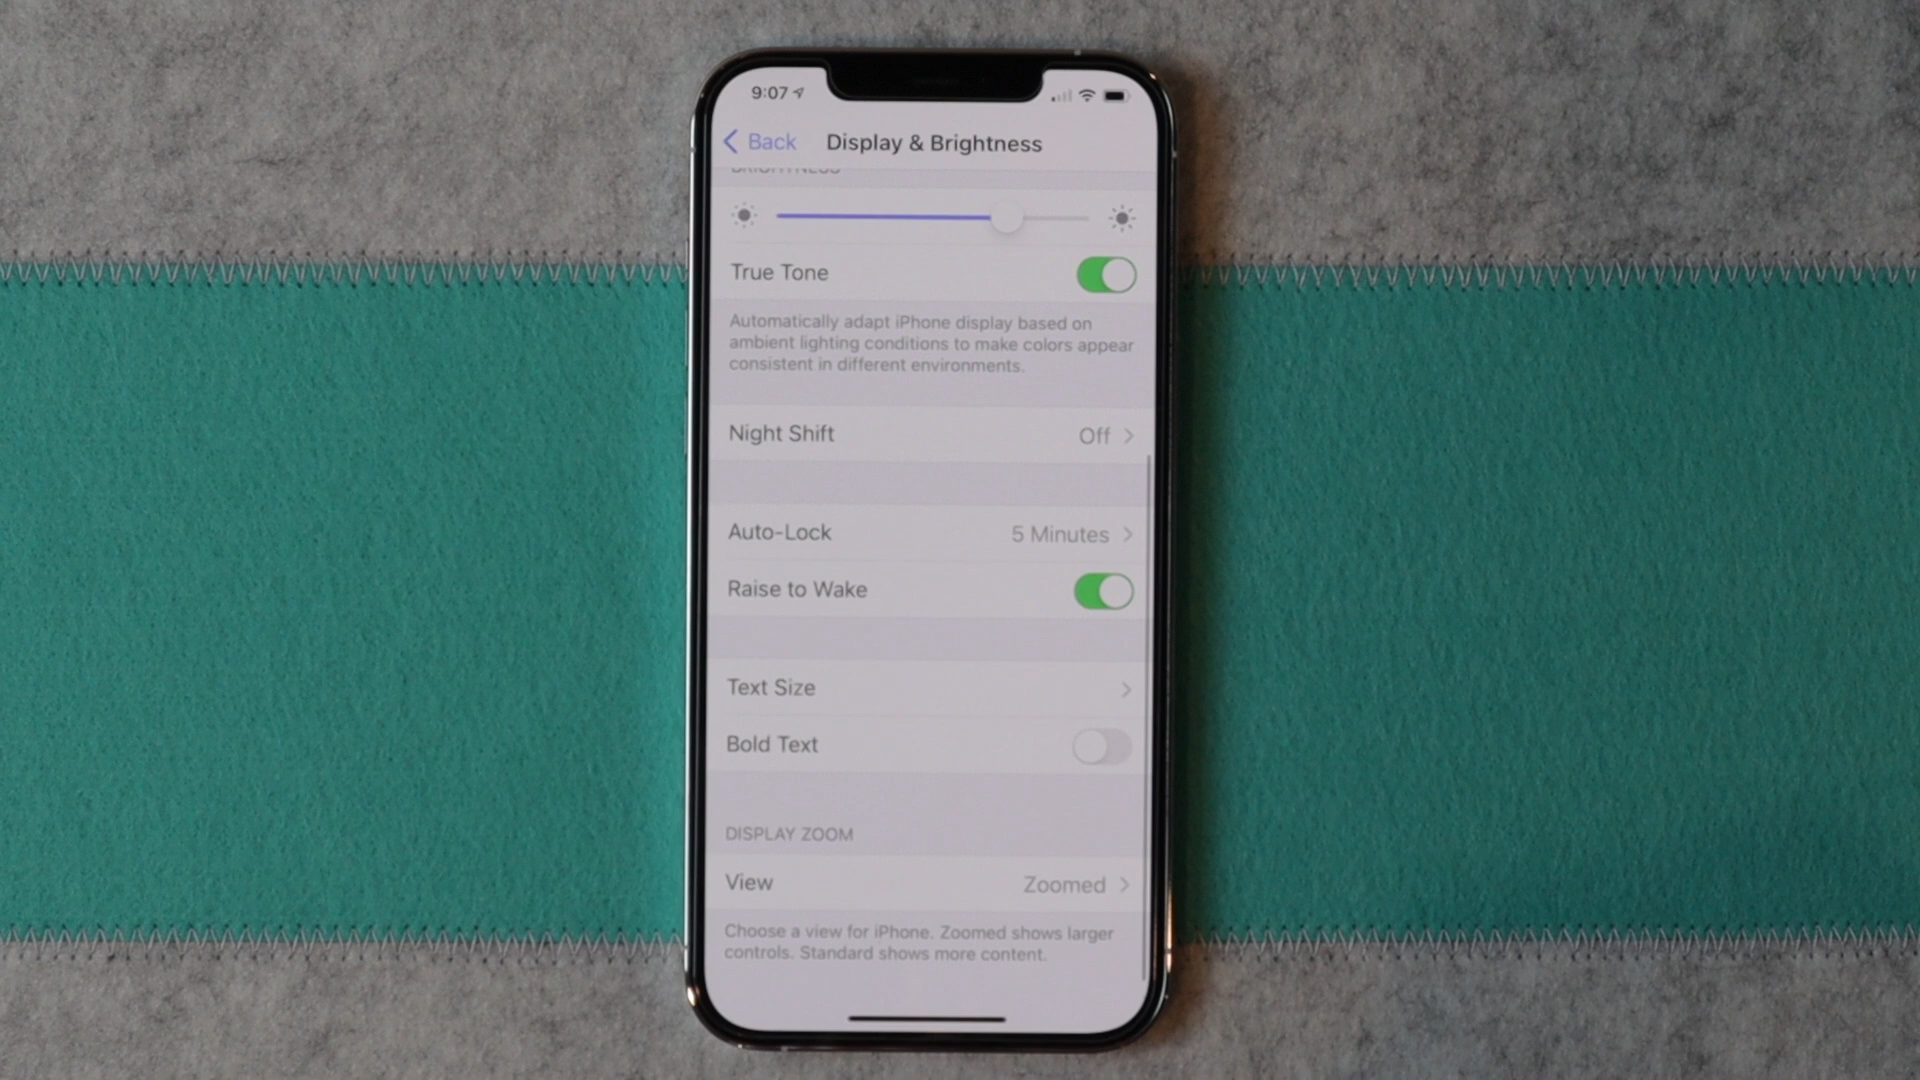 9:07
Back Display & Brightness
BRIGHTNESS
True Tone
Automatically adapt iPhone display based on
ambient lighting conditions to make colors appear
consistent in different environments.
Night Shift Off
Auto-Lock 5 Minutes
Raise to Wake
Text Size
Bold Text
DISPLAY ZOOM
View Zoomed
Choose a view for iPhone. Zoomed shows larger
controls. Standard shows more content.